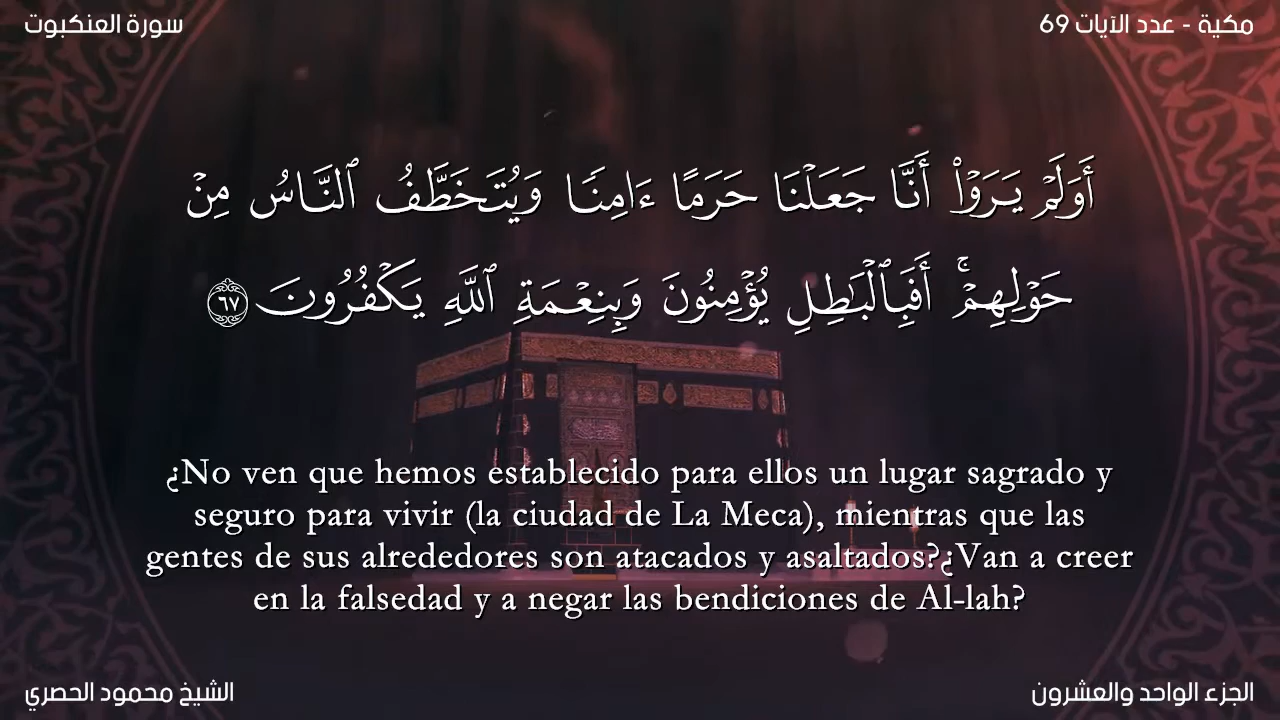 سورة العنكبوت
مكية - عدد الآيات 69
أَوَلَمْ يَرَوْا۟ أَنَّا جَعَلْنَا حَرَمًا ءَامِنًۭا وَيُتَخَطَّفُ ٱلنَّاسُ مِنْ
حَوْلِهِمْ ۚ أَفَبِٱلْبَـٰطِلِ يُؤْمِنُونَ وَبِنِعْمَةِ ٱللَّهِ يَكْفُرُونَ ٦٧
¿No ven que hemos establecido para ellos un lugar sagrado y
seguro para vivir (la ciudad de La Meca), mientras que las
gentes de sus alrededores son atacados y asaltados?¿Van a creer
en la falsedad y a negar las bendiciones de Al-lah?
الشيخ محمود الحصري
الجزء الواحد والعشرون